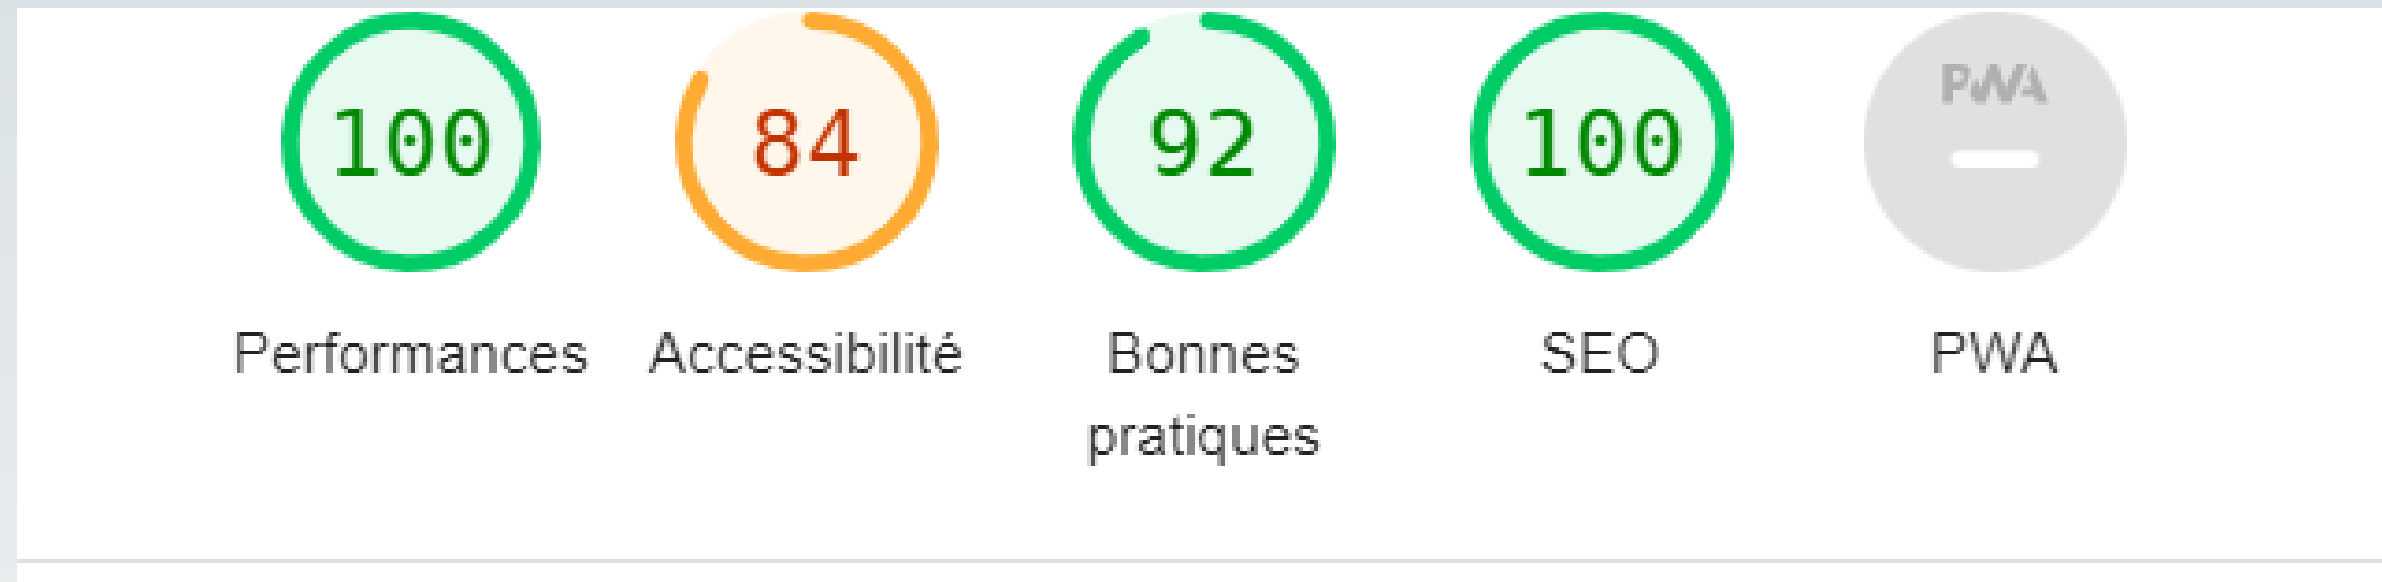 100 84 92 100 PWA
Performances Accessibilité Bonnes pratiques SEO PWA